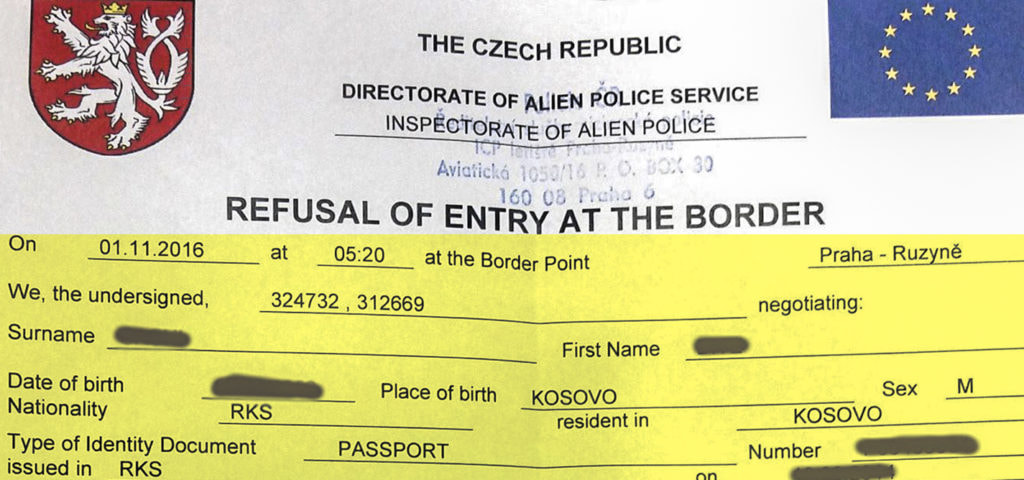 THE CZECH REPUBLIC
DIRECTORATE OF ALIEN POLICE SERVICE
INSPECTORATE OF ALIEN POLICE
Aviatická 1050/16 P. O. BOX 30
160 08 Praha 6
REFUSAL OF ENTRY AT THE BORDER
On 01.11.2016 at 05:20 at the Border Point Praha - Ruzyně
We, the undersigned, 324732 , 312669 negotiating:
Surname First Name
Date of birth Place of birth KOSOVO Sex M
Nationality RKS resident in KOSOVO
Type of Identity Document PASSPORT Number
issued in RKS on